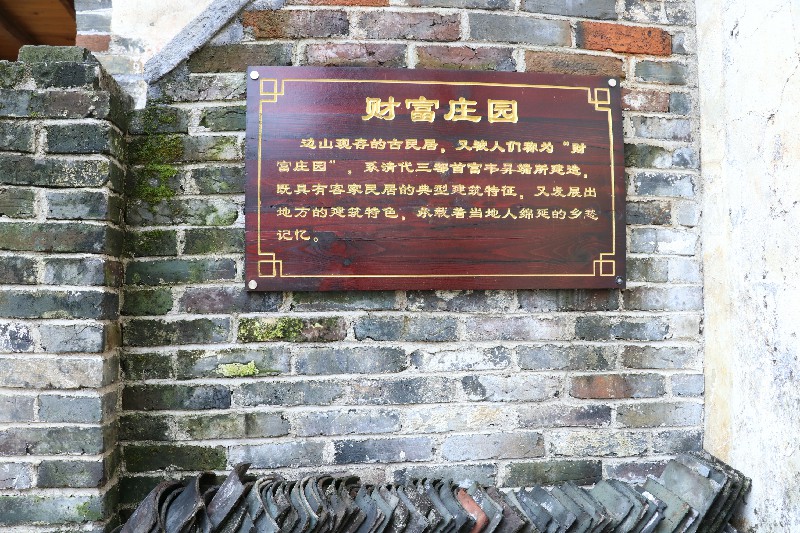 财富庄园
边山现存的古民居，又被人们称为“财
富庄园”，系清代三都首富韦昇瑞所建造，
既具有客家民居的典型建筑特征，又发展出
地方的建筑特色，承载着当地人绵延的乡愁
记忆。